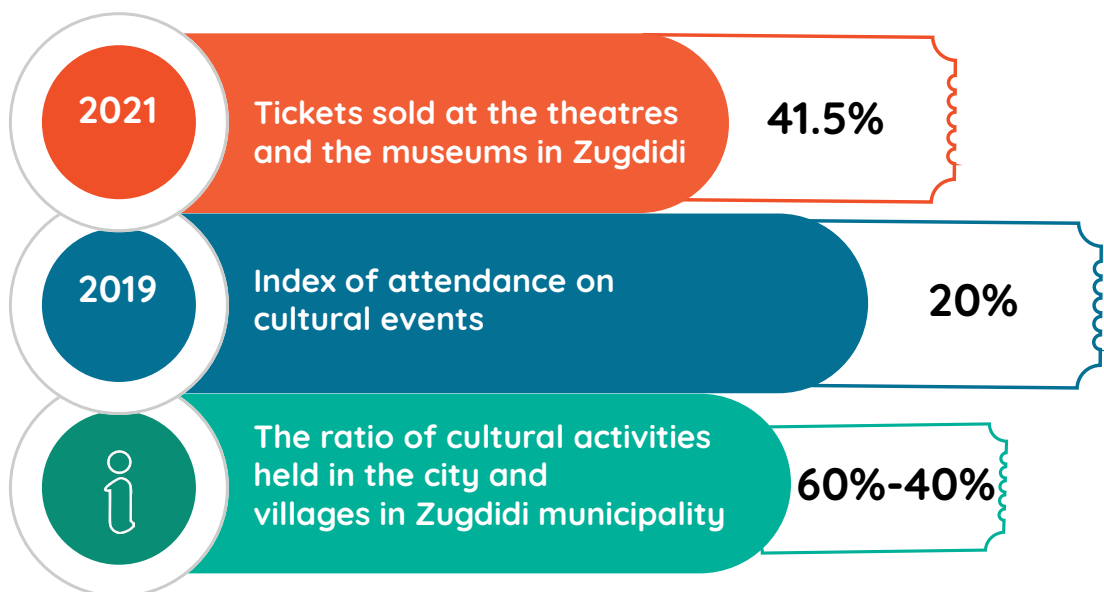 2021
Tickets sold at the theatres
and the museums in Zugdidi
41.5%
2019
Index of attendance on
cultural events
20%
i
The ratio of cultural activities
held in the city and
villages in Zugdidi municipality
60%-40%